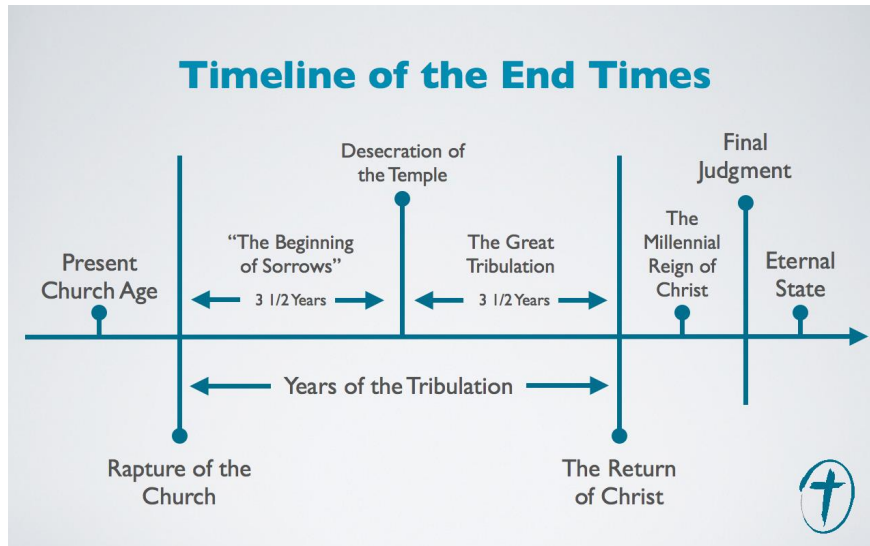 Timeline of the End Times
Desecration of
the Temple
Final
Judgment
Present
Church Age
“The Beginning
of Sorrows”
3 1/2 Years
The Great
Tribulation
3 1/2 Years
The
Millennial
Reign of
Christ
Eternal
State
Years of the Tribulation
Rapture of the
Church
The Return
of Christ